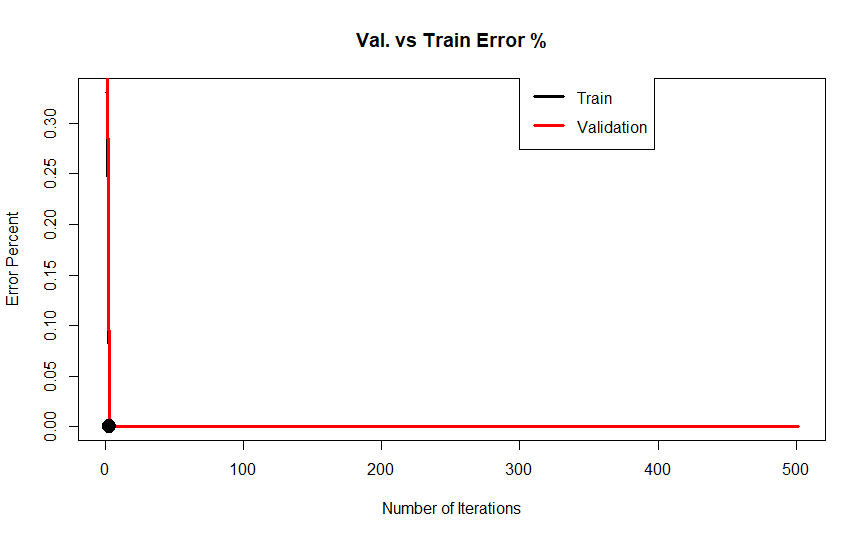 Val. vs Train Error %
Train
Validation
0.30
0.25
0.20
0.15
0.10
0.05
0.00
Error Percent
0 100 200 300 400 500
Number of Iterations